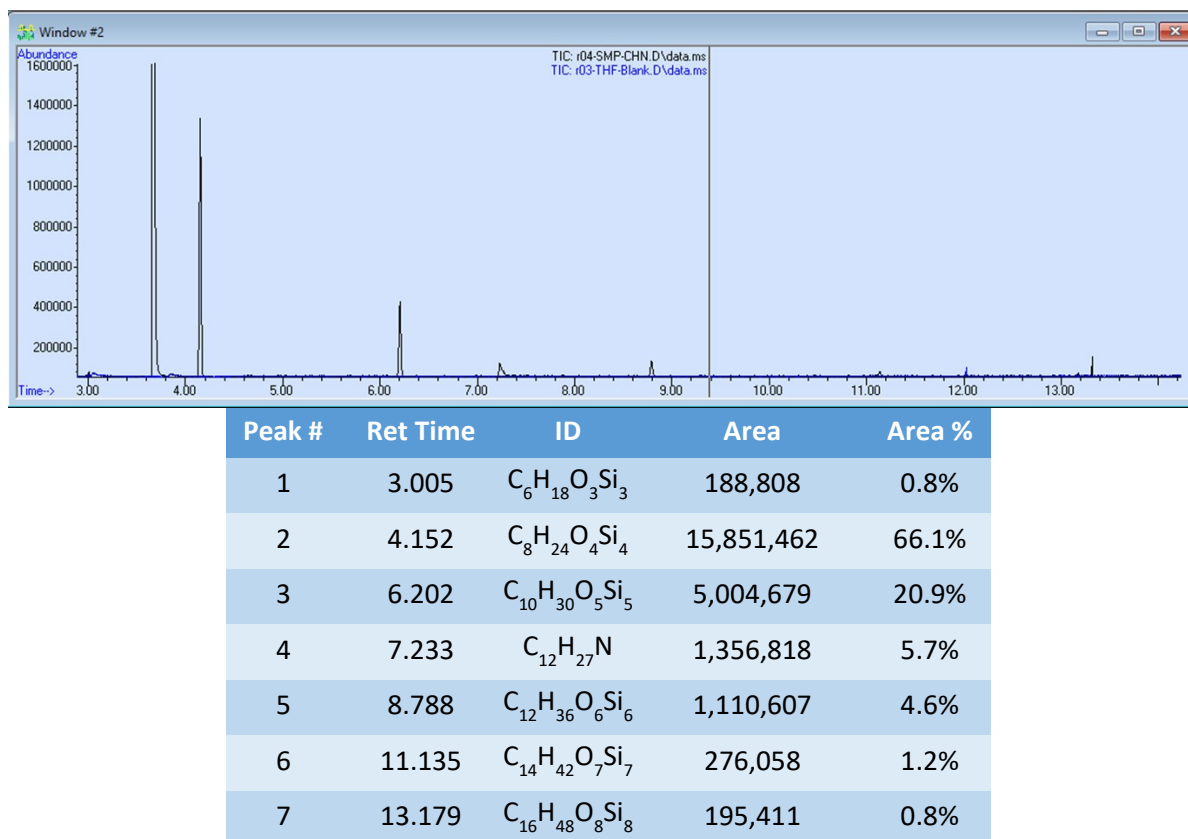 Window #2
Abundance
TIC: r04-SMP-CHN.D\data.ms
TIC: r03-THF-Blank.D\data.ms
1600000
1400000
1200000
1000000
800000
600000
400000
200000
Time--> 3.00 4.00 5.00 6.00 7.00 8.00 9.00 10.00 11.00 12.00 13.00
Peak # Ret Time ID Area Area %
1 3.005 C6H18O3Si3 188,808 0.8%
2 4.152 C8H24O4Si4 15,851,462 66.1%
3 6.202 C10H30O5Si5 5,004,679 20.9%
4 7.233 C12H27N 1,356,818 5.7%
5 8.788 C12H36O6Si6 1,110,607 4.6%
6 11.135 C14H42O7Si7 276,058 1.2%
7 13.179 C16H48O8Si8 195,411 0.8%